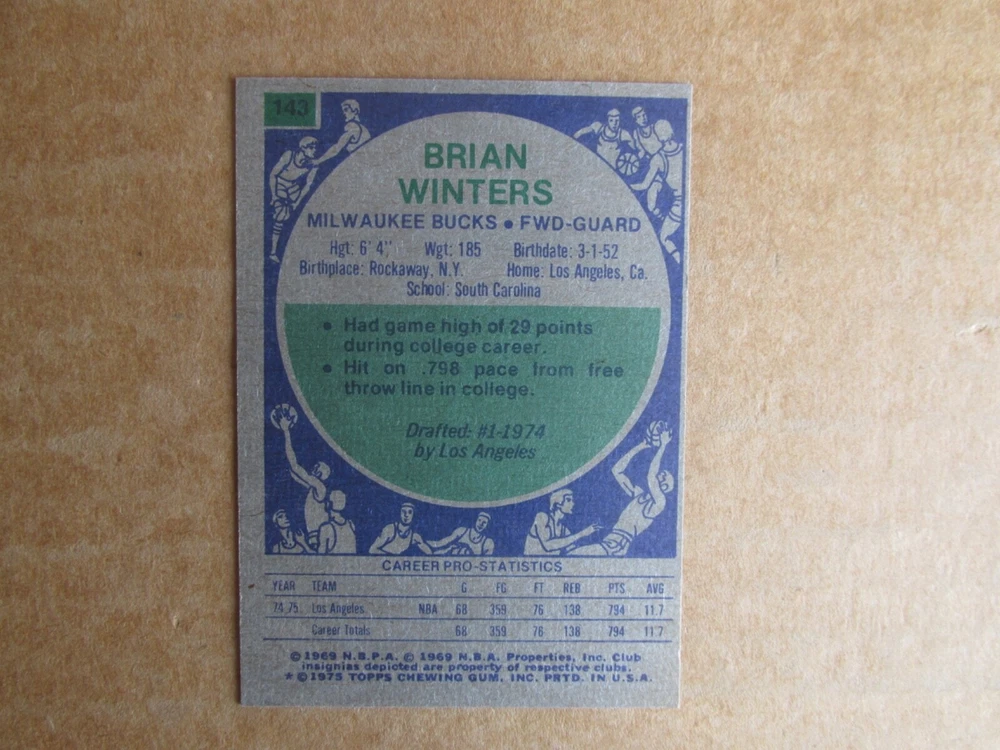 143
BRIAN
WINTERS
MILWAUKEE BUCKS • FWD-GUARD
Hgt: 6' 4" Wgt: 185 Birthdate: 3-1-52
Birthplace: Rockaway, N.Y. Home: Los Angeles, Ca.
School: South Carolina
• Had game high of 29 points
during college career.
• Hit on .798 pace from free
throw line in college.
Drafted: #1-1974
by Los Angeles
CAREER PRO-STATISTICS
YEAR TEAM G FG FT REB PTS AVG
74-75 Los Angeles NBA 68 359 76 138 794 11.7
Career Totals 68 359 76 138 794 11.7
© 1969 N.B.P.A. © 1969 N.B.A. Properties, Inc. Club
insignias depicted are property of respective clubs.
* © 1975 TOPPS CHEWING GUM, INC. PRTD. IN U.S.A.